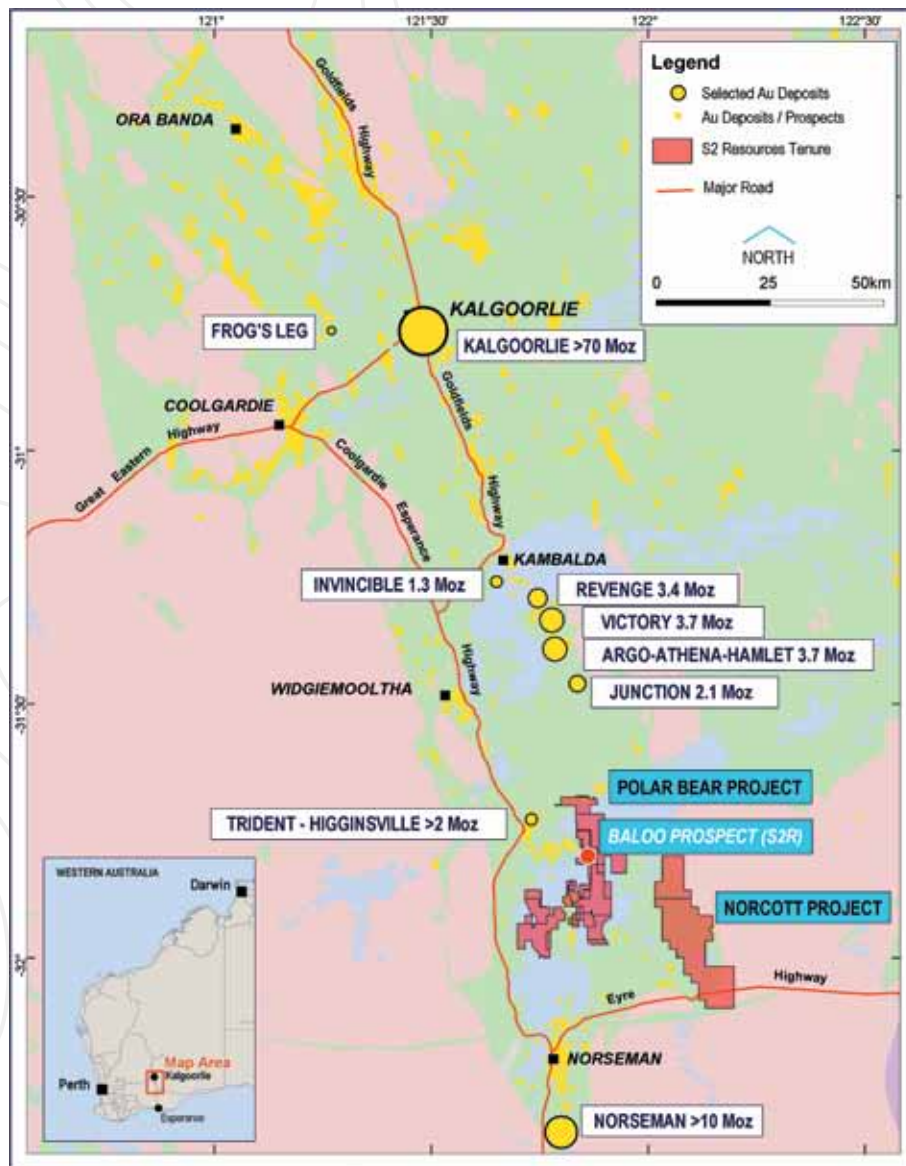 121°
121°30'
122°
122°30'
Legend
Selected Au Deposits
Au Deposits / Prospects
S2 Resources Tenure
Major Road
NORTH
0 25 50km
ORA BANDA
Goldfields
Highway
-30°30'
KALGOORLIE
FROG'S LEG
KALGOORLIE >70 Moz
COOLGARDIE
Goldfields
Highway
Great Eastern Highway
Coolgardie
Esperance
Highway
-31°
KAMBALDA
INVINCIBLE 1.3 Moz
REVENGE 3.4 Moz
VICTORY 3.7 Moz
ARGO-ATHENA-HAMLET 3.7 Moz
WIDGIEMOOLTHA
JUNCTION 2.1 Moz
-31°30'
POLAR BEAR PROJECT
TRIDENT - HIGGINSVILLE >2 Moz
BALOO PROSPECT (S2R)
NORCOTT PROJECT
-32°
Eyre Highway
NORSEMAN
NORSEMAN >10 Moz
WESTERN AUSTRALIA
Darwin
Map Area
Kalgoorlie
Perth
Esperance